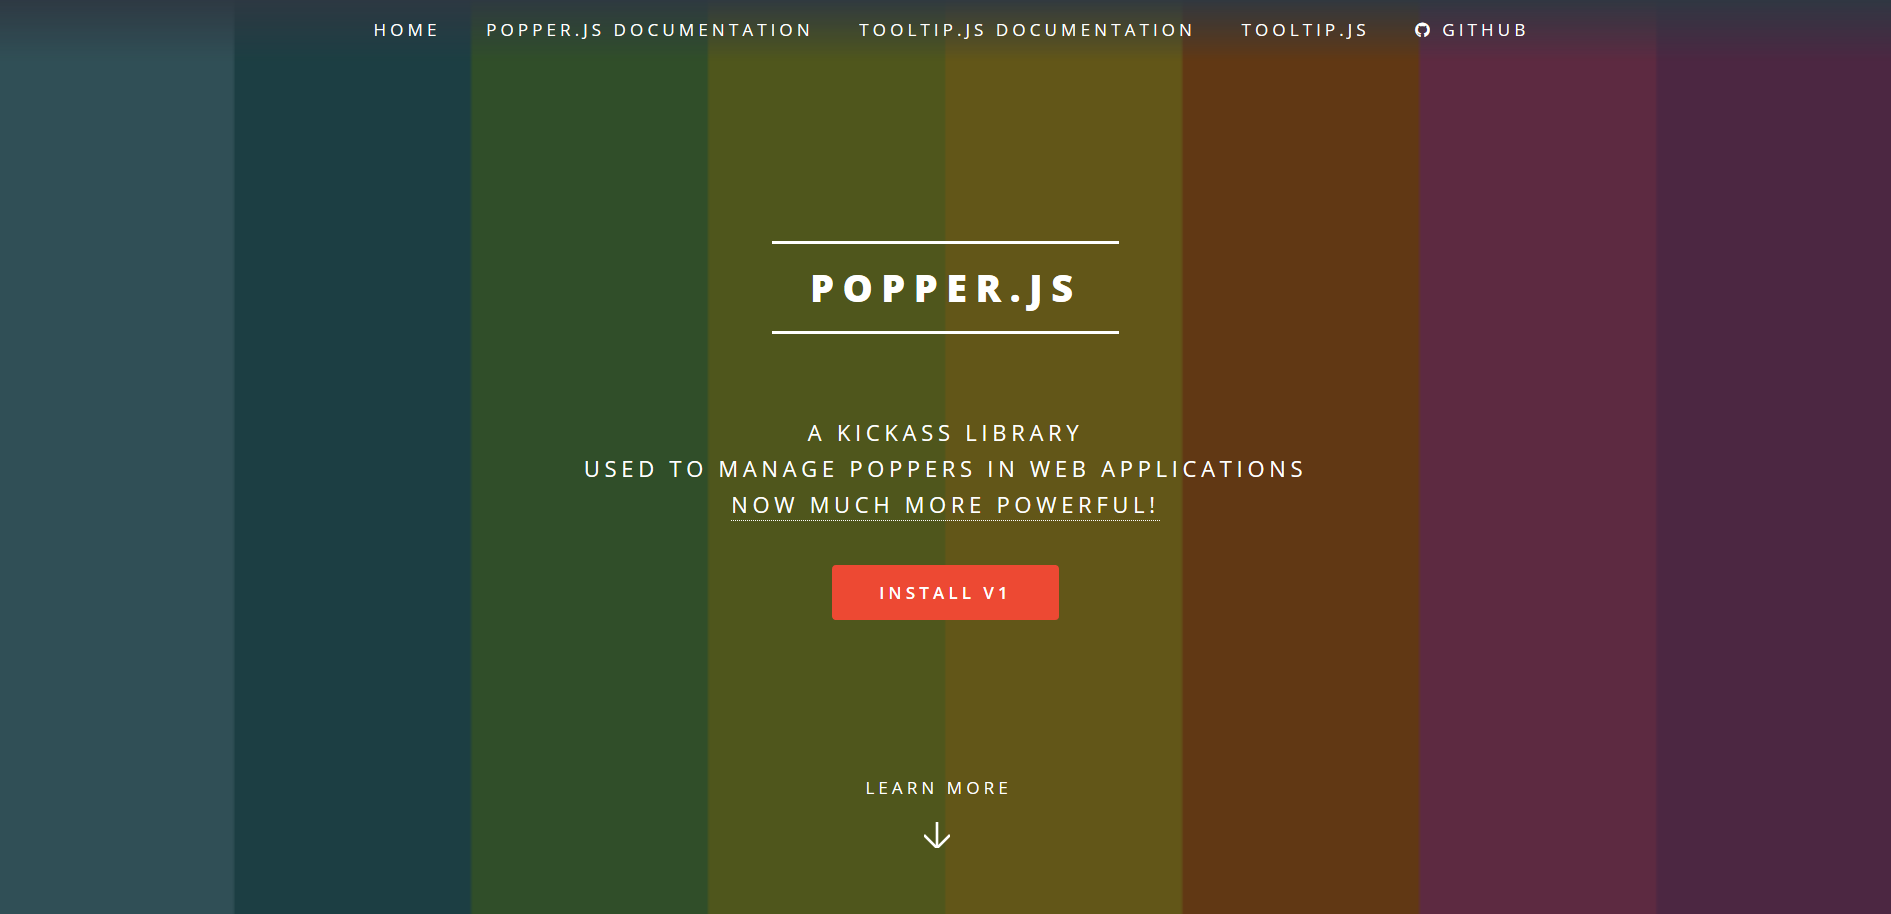 HOME POPPER.JS DOCUMENTATION TOOLTIP.JS DOCUMENTATION TOOLTIP.JS GITHUB
POPPER.JS
A KICKASS LIBRARY
USED TO MANAGE POPPERS IN WEB APPLICATIONS
NOW MUCH MORE POWERFUL!
INSTALL V1
LEARN MORE